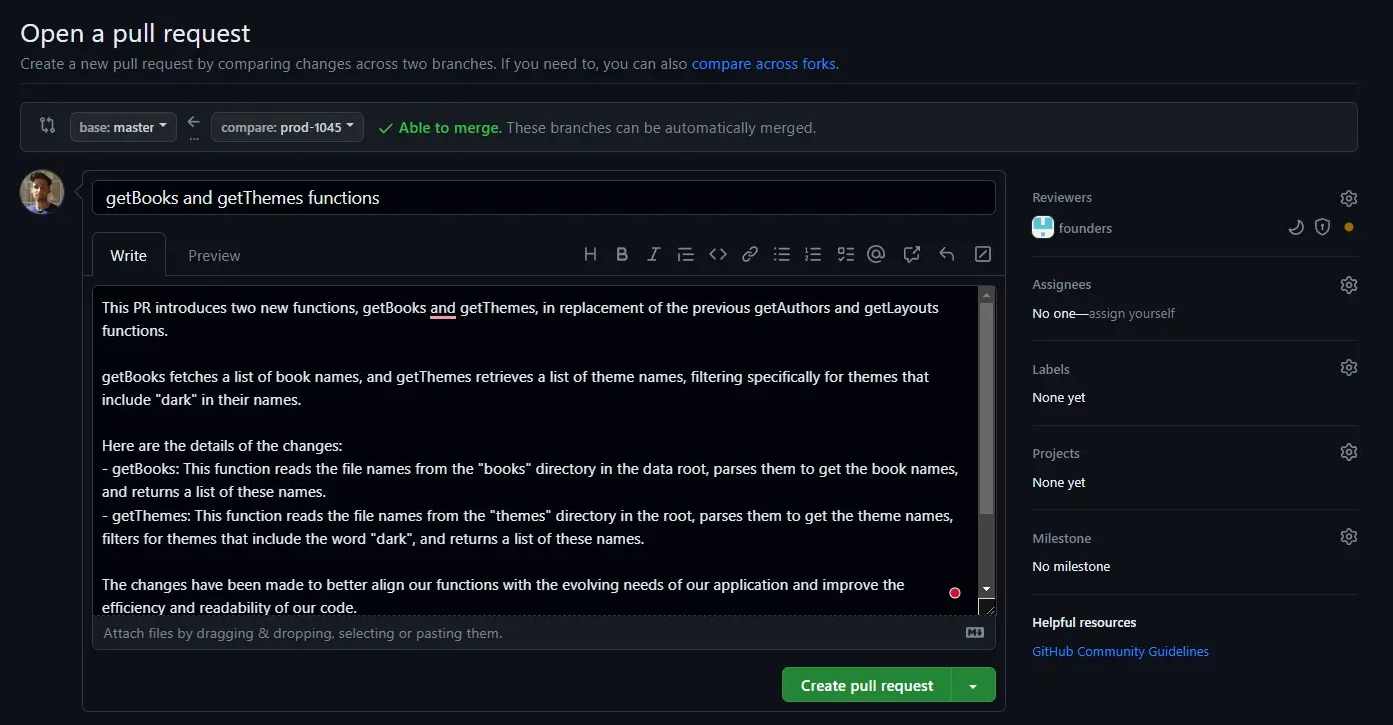 Open a pull request
Create a new pull request by comparing changes across two branches. If you need to, you can also compare across forks.
base: master
compare: prod-1045
Able to merge. These branches can be automatically merged.
getBooks and getThemes functions
Write
Preview
This PR introduces two new functions, getBooks and getThemes, in replacement of the previous getAuthors and getLayouts
functions.
getBooks fetches a list of book names, and getThemes retrieves a list of theme names, filtering specifically for themes that
include "dark" in their names.
Here are the details of the changes:
- getBooks: This function reads the file names from the "books" directory in the data root, parses them to get the book names,
and returns a list of these names.
- getThemes: This function reads the file names from the "themes" directory in the root, parses them to get the theme names,
filters for themes that include the word "dark", and returns a list of these names.
The changes have been made to better align our functions with the evolving needs of our application and improve the
efficiency and readability of our code.
Attach files by dragging & dropping, selecting or pasting them.
Create pull request
Reviewers
founders
Assignees
No one—assign yourself
Labels
None yet
Projects
None yet
Milestone
No milestone
Helpful resources
GitHub Community Guidelines